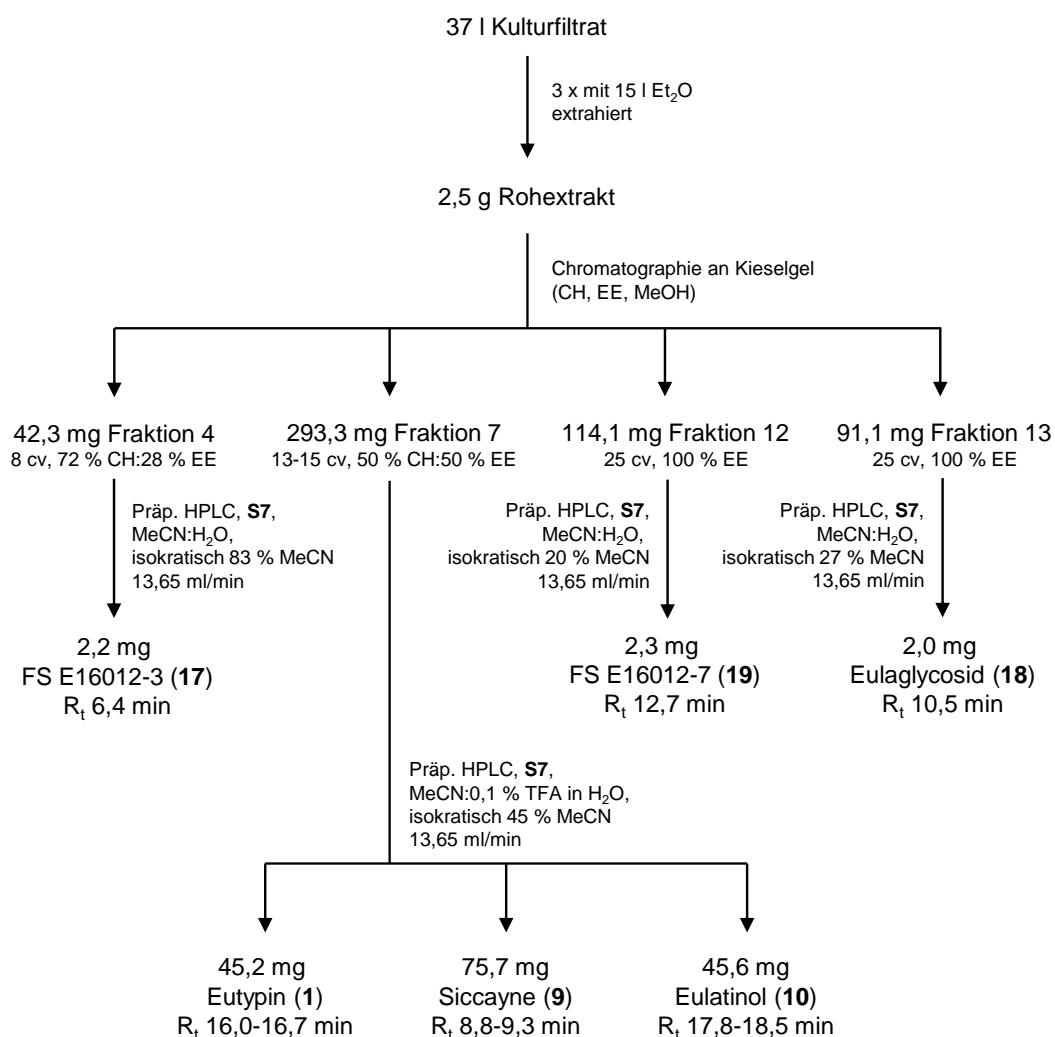 37 l Kulturfiltrat
3 x mit 15 l Et₂O
extrahiert
2,5 g Rohextrakt
Chromatographie an Kieselgel
(CH, EE, MeOH)
42,3 mg Fraktion 4
8 cv, 72 % CH:28 % EE
293,3 mg Fraktion 7
13-15 cv, 50 % CH:50 % EE
114,1 mg Fraktion 12
25 cv, 100 % EE
91,1 mg Fraktion 13
25 cv, 100 % EE
Präp. HPLC, S7,
MeCN:H₂O,
isokratisch 83 % MeCN
13,65 ml/min
Präp. HPLC, S7,
MeCN:H₂O,
isokratisch 20 % MeCN
13,65 ml/min
Präp. HPLC, S7,
MeCN:H₂O,
isokratisch 27 % MeCN
13,65 ml/min
2,2 mg
FS E16012-3 (17)
Rₜ 6,4 min
2,3 mg
FS E16012-7 (19)
Rₜ 12,7 min
2,0 mg
Eulaglycosid (18)
Rₜ 10,5 min
Präp. HPLC, S7,
MeCN:0,1 % TFA in H₂O,
isokratisch 45 % MeCN
13,65 ml/min
45,2 mg
Eutypin (1)
Rₜ 16,0-16,7 min
75,7 mg
Siccayne (9)
Rₜ 8,8-9,3 min
45,6 mg
Eulatinol (10)
Rₜ 17,8-18,5 min